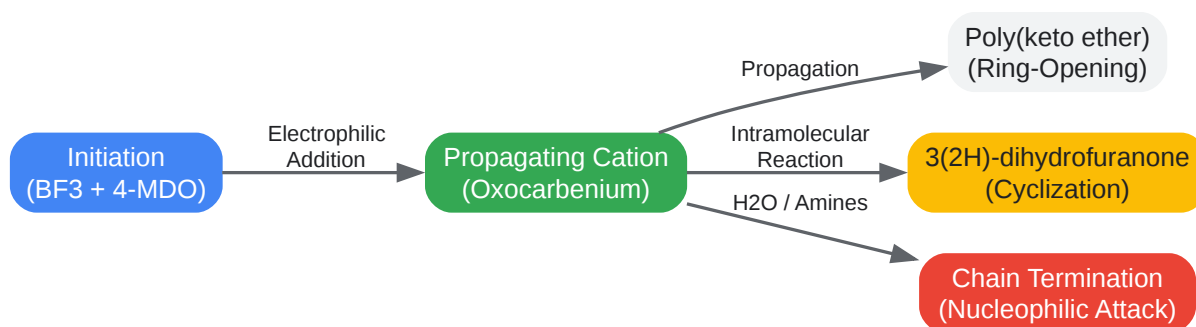 Initiation
(BF3 + 4-MDO)
Electrophilic
Addition
Propagating Cation
(Oxocarbenium)
Propagation
Poly(keto ether)
(Ring-Opening)
Intramolecular
Reaction
3(2H)-dihydrofuranone
(Cyclization)
H2O / Amines
Chain Termination
(Nucleophilic Attack)